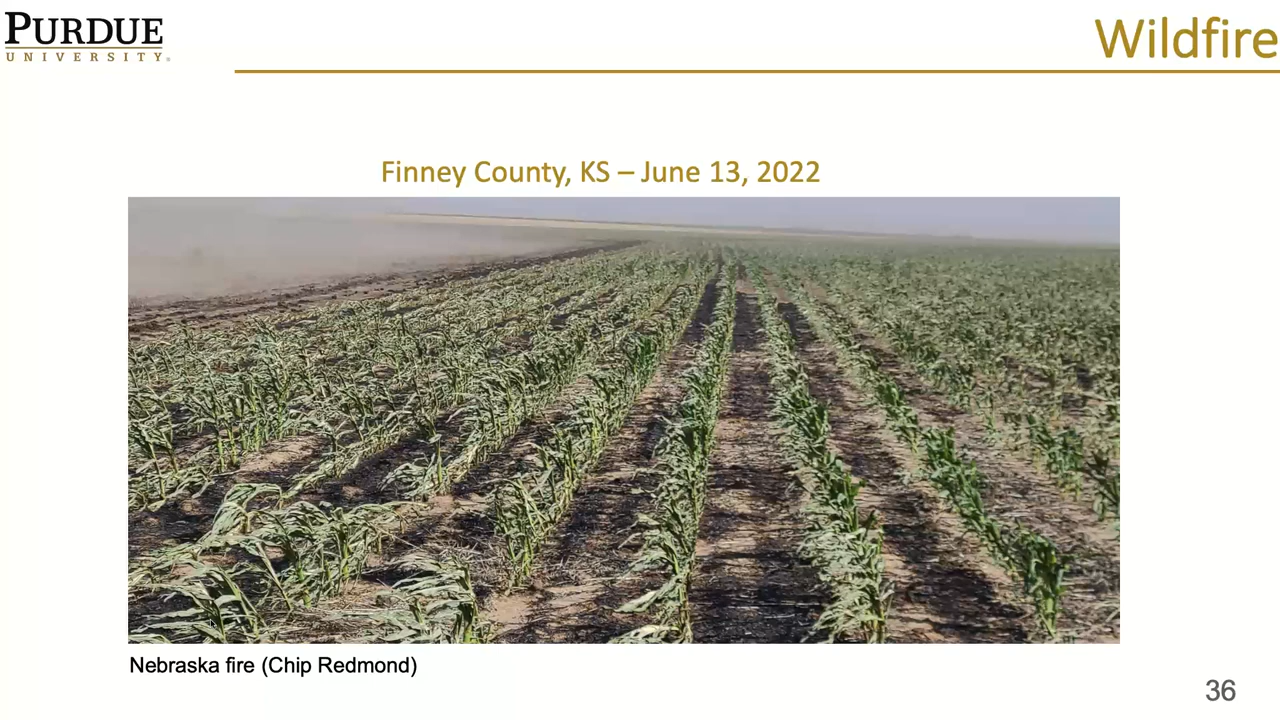 PURDUE
UNIVERSITY®
Wildfire
Finney County, KS – June 13, 2022
Nebraska fire (Chip Redmond)
36